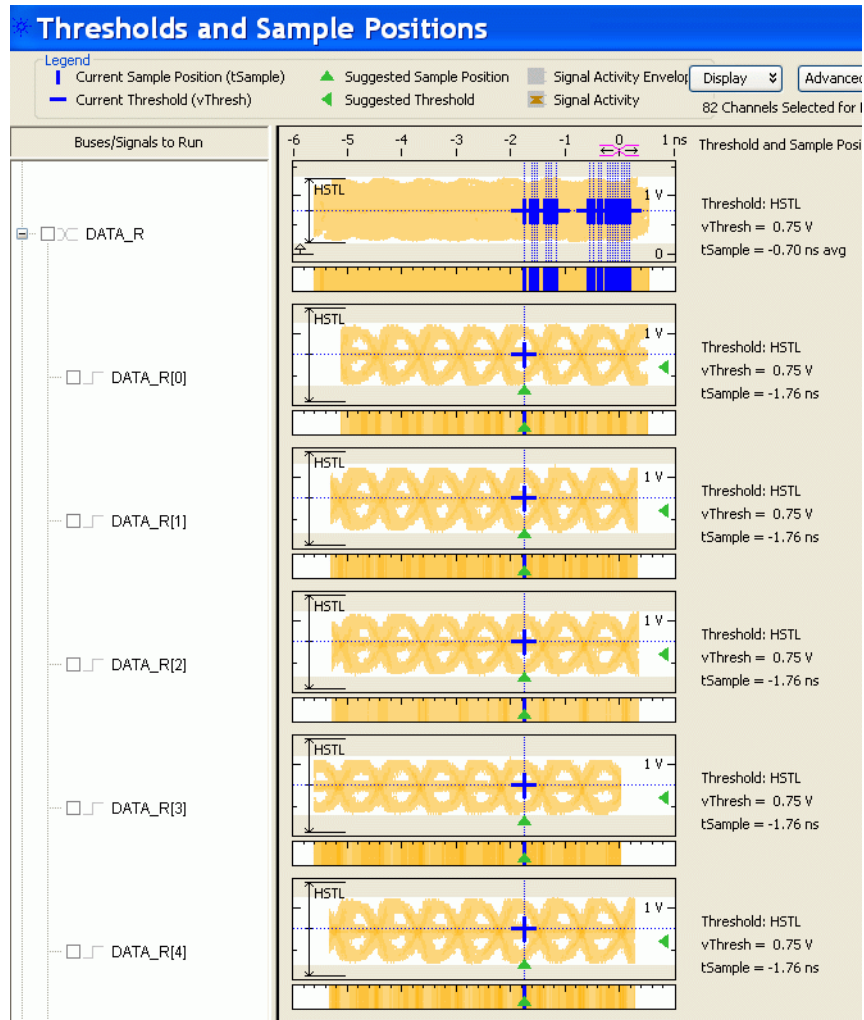 Thresholds and Sample Positions
Legend
Current Sample Position (tSample)
Suggested Sample Position
Signal Activity Envelop
Display
Advanced
Current Threshold (vThresh)
Suggested Threshold
Signal Activity
82 Channels Selected for
Buses/Signals to Run
-6 -5 -4 -3 -2 -1 0 1 ns
Threshold and Sample Posi
DATA_R
HSTL
1 V
0
Threshold: HSTL
vThresh = 0.75 V
tSample = -0.70 ns avg
DATA_R[0]
HSTL
1 V
Threshold: HSTL
vThresh = 0.75 V
tSample = -1.76 ns
DATA_R[1]
HSTL
1 V
Threshold: HSTL
vThresh = 0.75 V
tSample = -1.76 ns
DATA_R[2]
HSTL
1 V
Threshold: HSTL
vThresh = 0.75 V
tSample = -1.76 ns
DATA_R[3]
HSTL
1 V
Threshold: HSTL
vThresh = 0.75 V
tSample = -1.76 ns
DATA_R[4]
HSTL
1 V
Threshold: HSTL
vThresh = 0.75 V
tSample = -1.76 ns